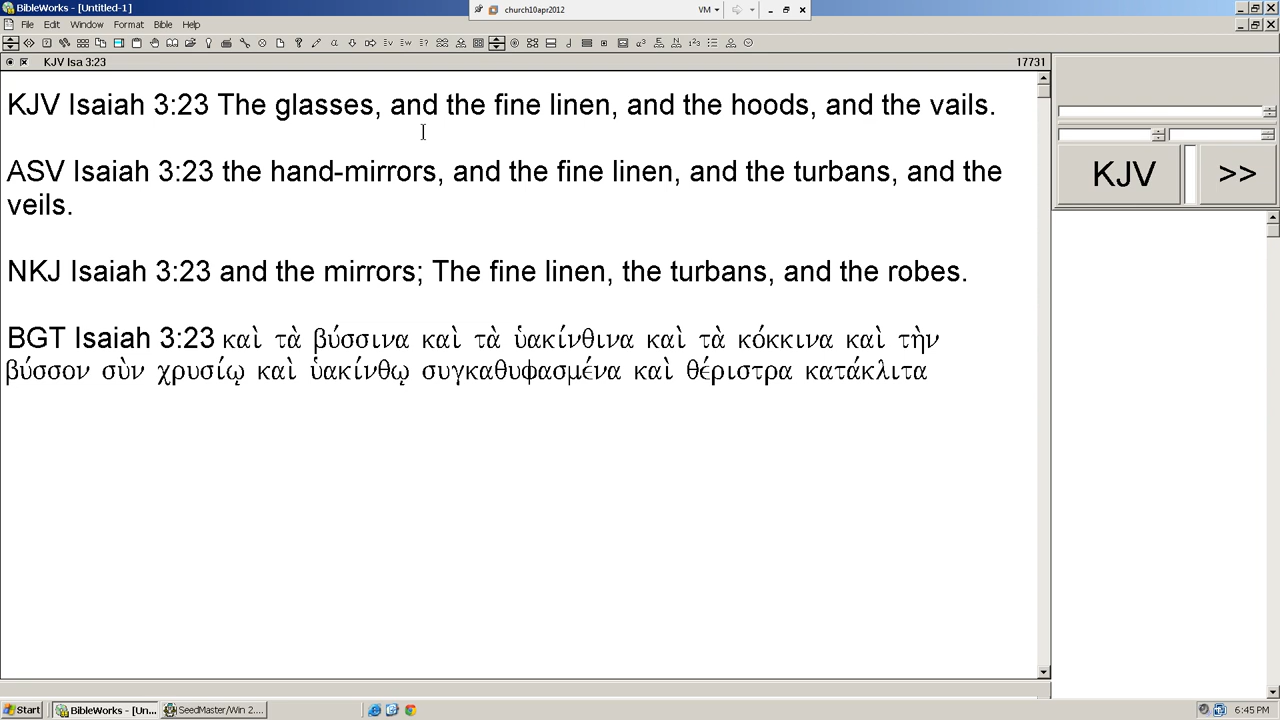 BibleWorks - [Untitled-1]
church10apr2012
VM
File Edit Window Format Bible Help
KJV Isa 3:23
17731
KJV Isaiah 3:23 The glasses, and the fine linen, and the hoods, and the vails.
ASV Isaiah 3:23 the hand-mirrors, and the fine linen, and the turbans, and the
veils.
NKJ Isaiah 3:23 and the mirrors; The fine linen, the turbans, and the robes.
BGT Isaiah 3:23 καὶ τὰ βύσσινα καὶ τὰ ὑακίνθινα καὶ τὰ κόκκινα καὶ τὴν
βύσσον σὺν χρυσίῳ καὶ ὑακίνθῳ συγκαθυφασμένα καὶ θέριστρα κατάκλιτα
KJV
>>
Start
BibleWorks - [Un...
SeedMaster/Win 2....
6:45 PM